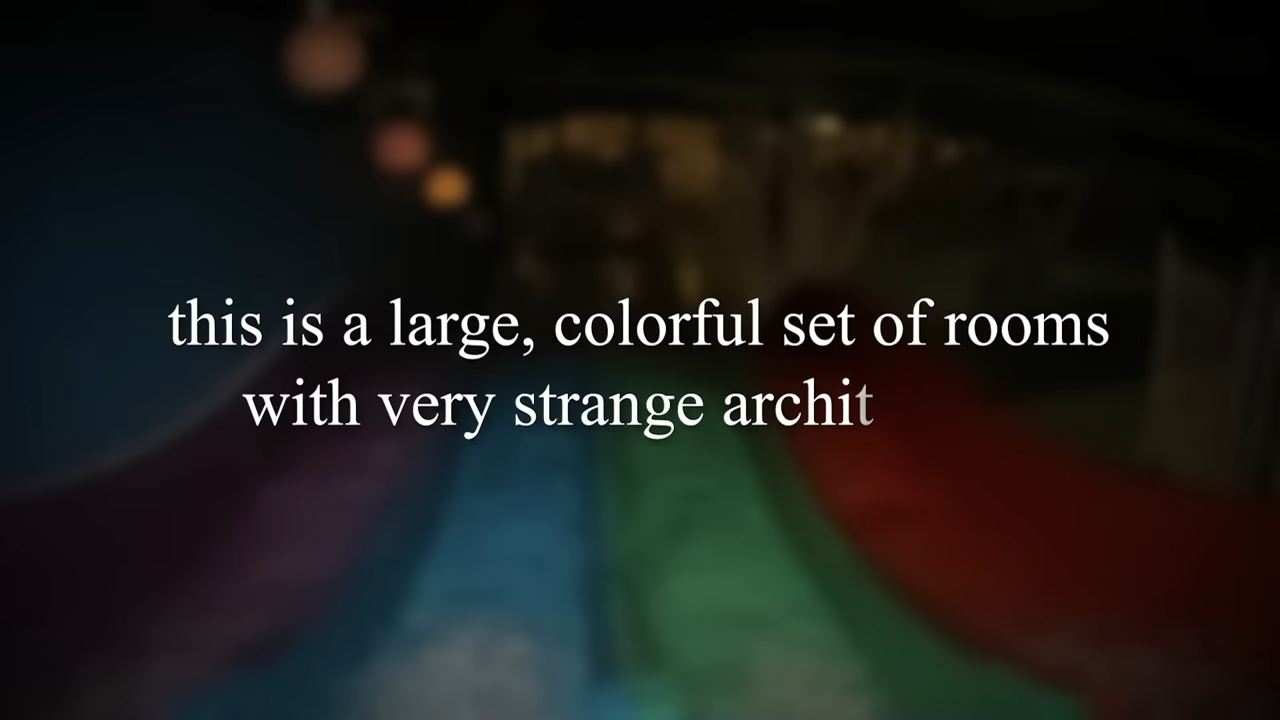 this is a large, colorful set of rooms
with very strange archit